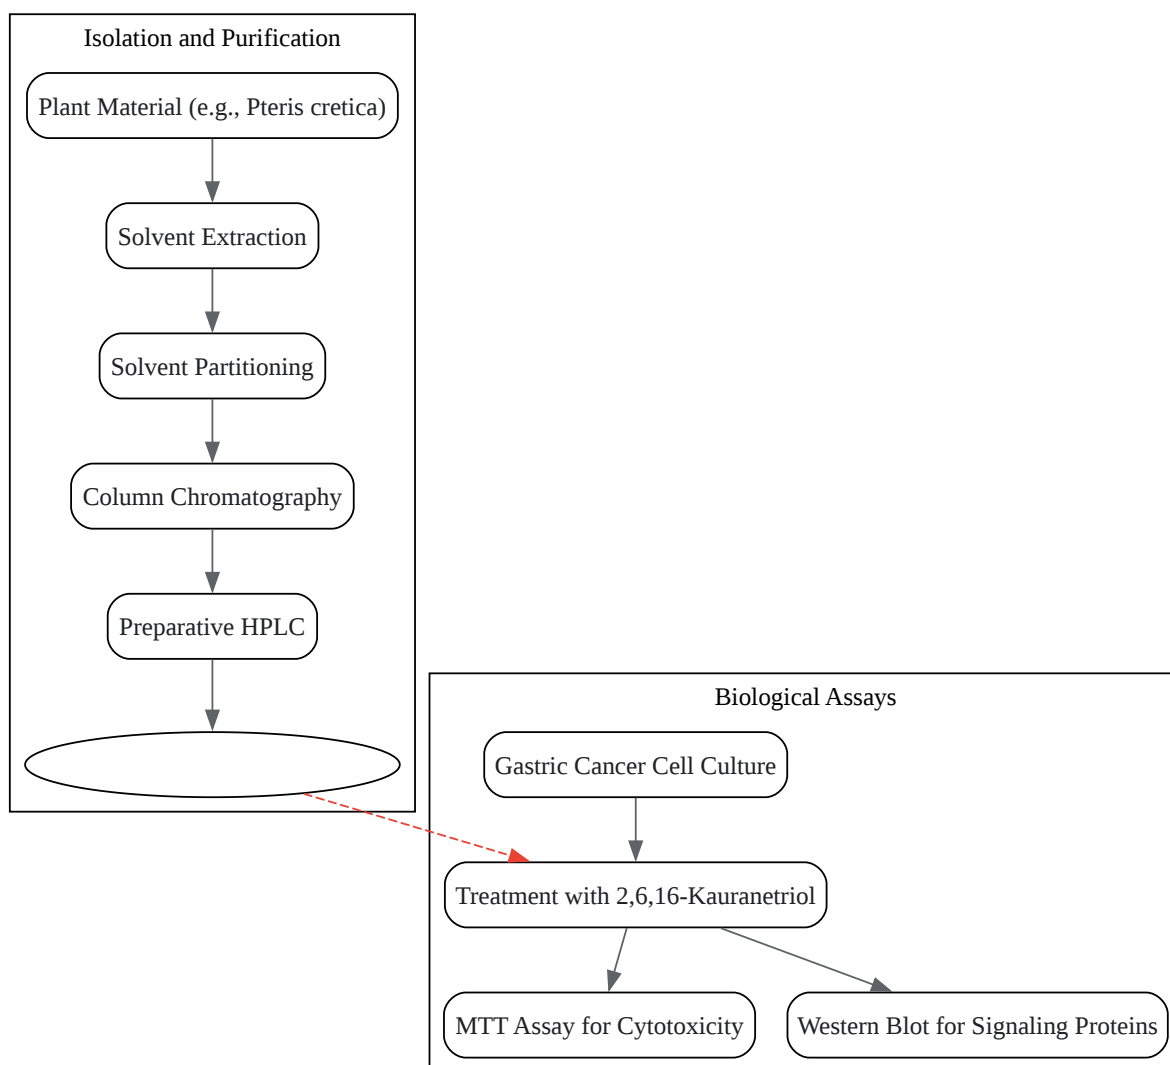 Isolation and Purification
Plant Material (e.g., Pteris cretica)
Solvent Extraction
Solvent Partitioning
Column Chromatography
Preparative HPLC
Biological Assays
Gastric Cancer Cell Culture
Treatment with 2,6,16-Kauranetriol
MTT Assay for Cytotoxicity
Western Blot for Signaling Proteins